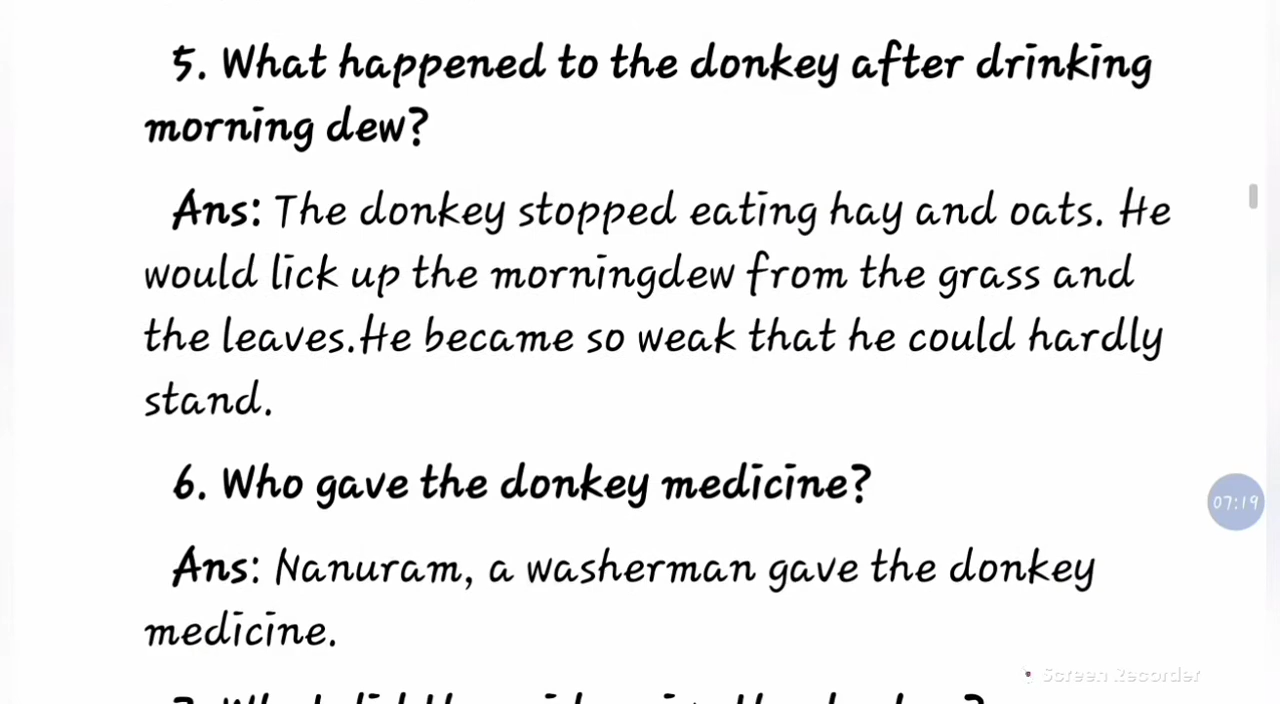 5. What happened to the donkey after drinking
morning dew?
Ans: The donkey stopped eating hay and oats. He
would lick up the morningdew from the grass and
the leaves.He became so weak that he could hardly
stand.
6. Who gave the donkey medicine?
07:19
Ans: Nanuram, a washerman gave the donkey
medicine.
Screen Recorder